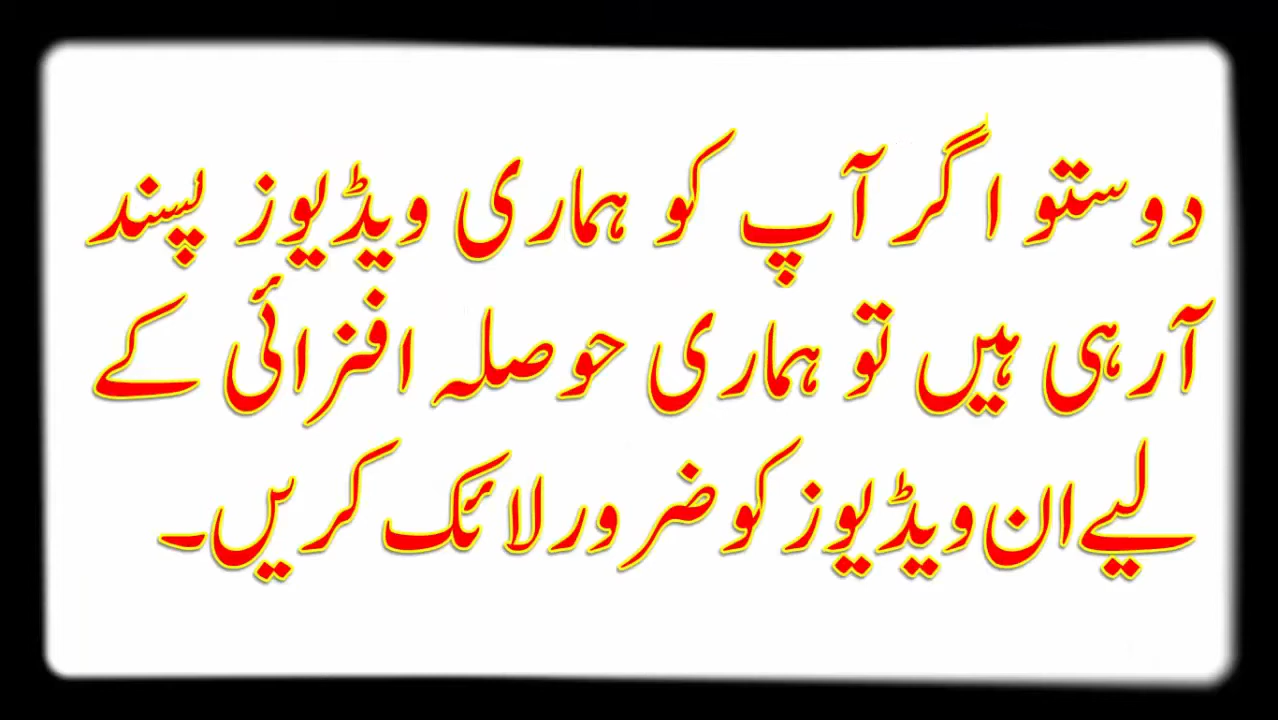 دوستو اگر آپ کو ہماری ویڈیوز پسند
آرہی ہیں تو ہماری حوصلہ افزائی کے
لیے ان ویڈیوز کو ضرور لائک کریں۔